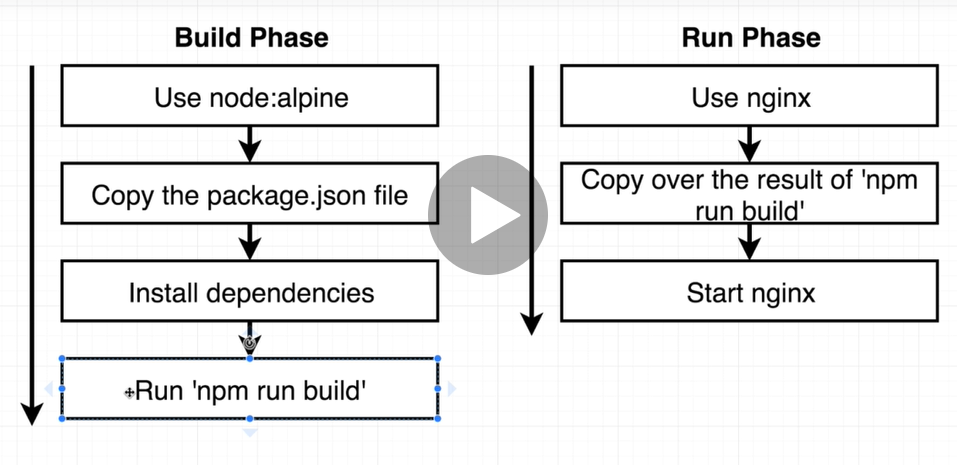 Build Phase
Use node:alpine
Copy the package.json file
Install dependencies
Run 'npm run build'
Run Phase
Use nginx
Copy over the result of 'npm
run build'
Start nginx